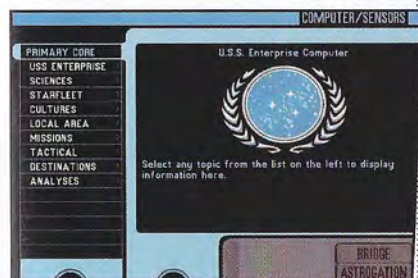 COMPUTER/SENSORS
PRIMARY CORE
USS ENTERPRISE
SCIENCES
STARFLEET
CULTURES
LOCAL AREA
MISSIONS
TACTICAL
DESTINATIONS
ANALYSES
U.S.S. Enterprise Computer
Select any topic from the list on the left to display
information here.
BRIDGE
ASTROGATION